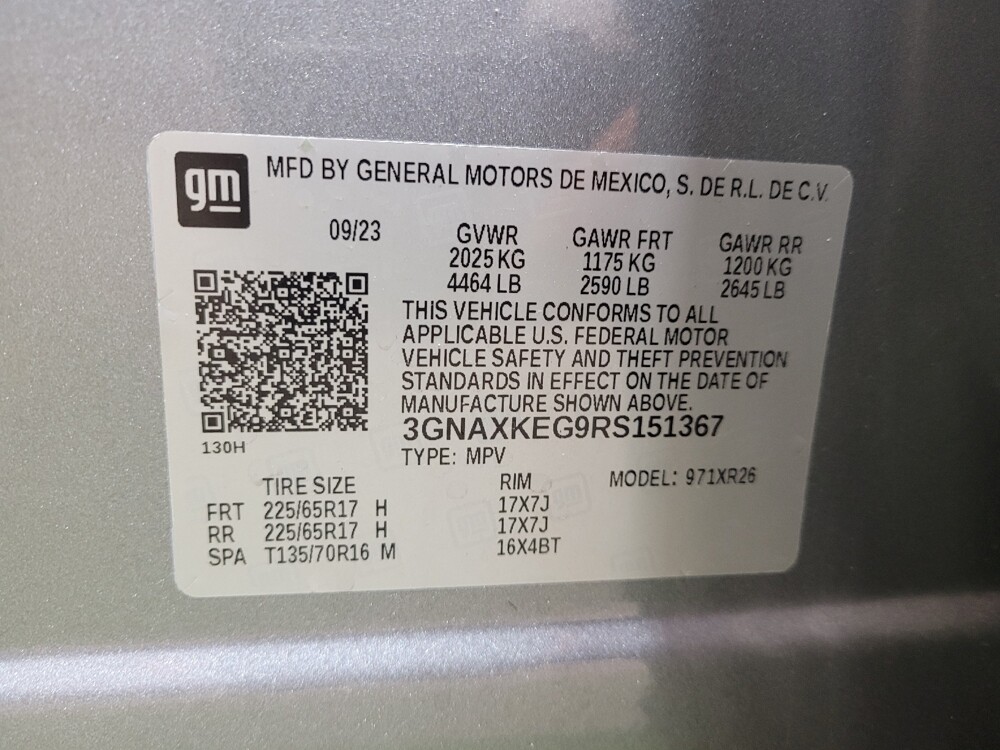 gm
MFD BY GENERAL MOTORS DE MEXICO, S. DE R.L. DE C.V.
09/23 GVWR GAWR FRT GAWR RR
2025 KG 1175 KG 1200 KG
4464 LB 2590 LB 2645 LB
THIS VEHICLE CONFORMS TO ALL
APPLICABLE U.S. FEDERAL MOTOR
VEHICLE SAFETY AND THEFT PREVENTION
STANDARDS IN EFFECT ON THE DATE OF
MANUFACTURE SHOWN ABOVE.
3GNAXKEG9RS151367
130H
TYPE: MPV
TIRE SIZE RIM MODEL: 971XR26
FRT 225/65R17 H 17X7J
RR 225/65R17 H 17X7J
SPA T135/70R16 M 16X4BT